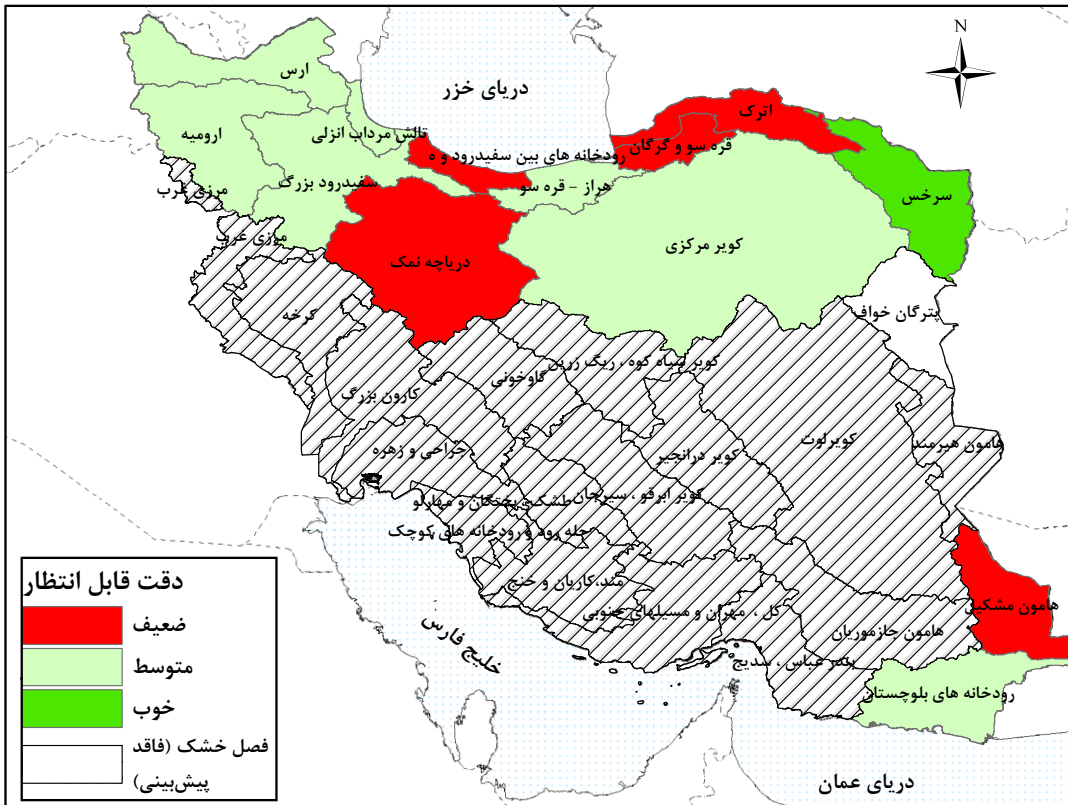 N
دریای خزر
ارس
ارومیه
تالش مرداب انزلی
اترک
قره سو و گرگان
رودخانه های بین سفیدرود و ه
سفیدرود بزرگ
هراز - قره سو
مرزی غرب
مرزی غرب
سرخس
کویر مرکزی
دریاچه نمک
پترگان خواف
کرخه
کویر سیاه کوه ، ریگ زرین
گاوخونی
کارون بزرگ
کویرلوت
هامون هیرمند
کویر درانجیر
جراحی و زهره
کویر ابرقو ، سیرجان
طشک، بختگان و مهارلو
حله رود و رودخانه های کوچک
مند،کاریان و خنج
کل ، مهران و مسیلهای جنوبی
هامون جازموریان
هامون مشکیل
بندر عباس ، سدیج
رودخانه های بلوچستان
خلیج فارس
دریای عمان
دقت قابل انتظار
ضعیف
متوسط
خوب
فصل خشک (فاقد
پیش‌بینی)